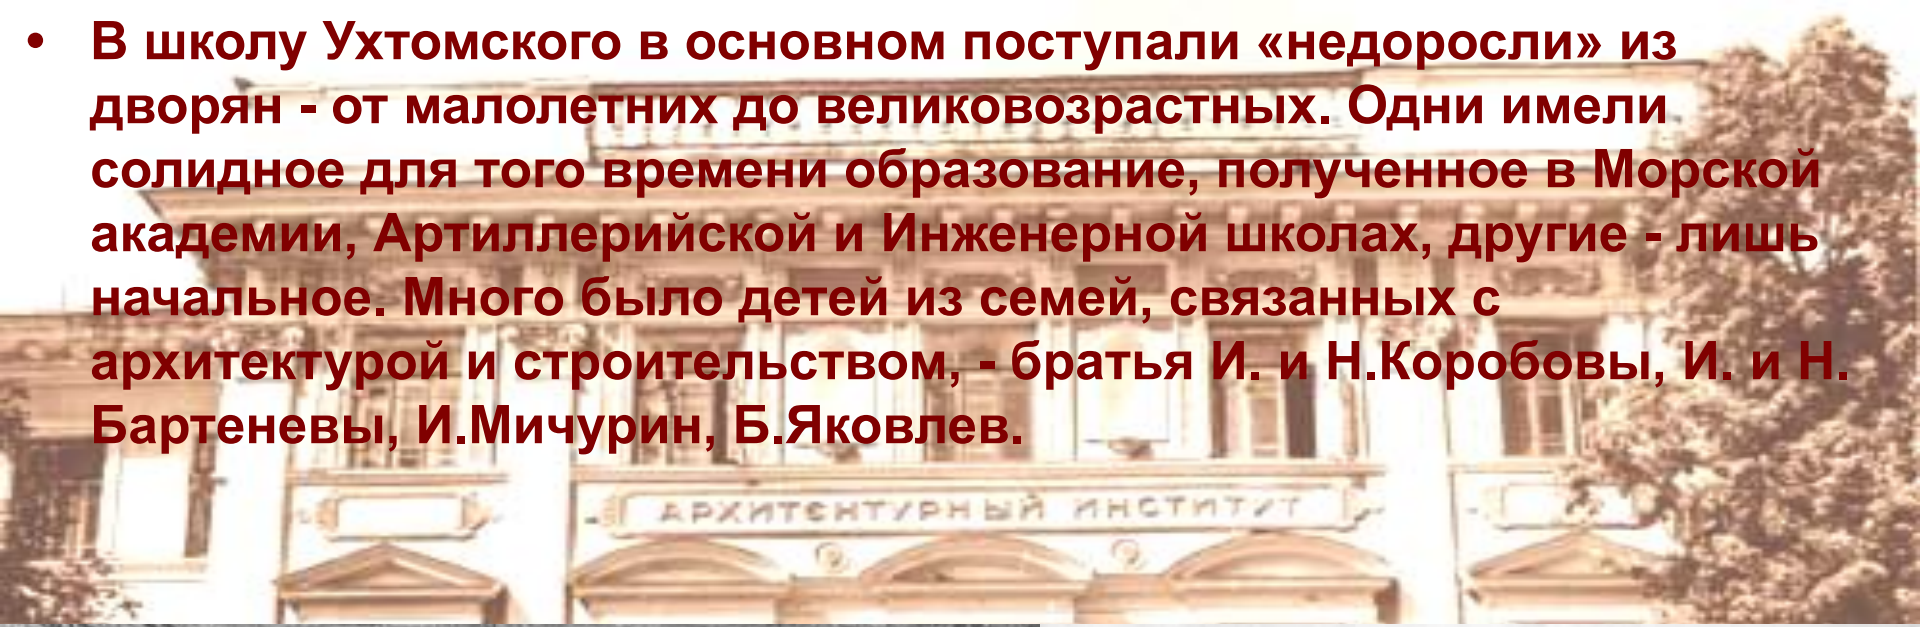 • В школу Ухтомского в основном поступали «недоросли» из
дворян - от малолетних до великовозрастных. Одни имели
солидное для того времени образование, полученное в Морской
академии, Артиллерийской и Инженерной школах, другие - лишь
начальное. Много было детей из семей, связанных с
архитектурой и строительством, - братья И. и Н.Коробовы, И. и Н.
Бартеневы, И.Мичурин, Б.Яковлев.
АРХИТЕКТУРНЫЙ ИНСТИТУТ